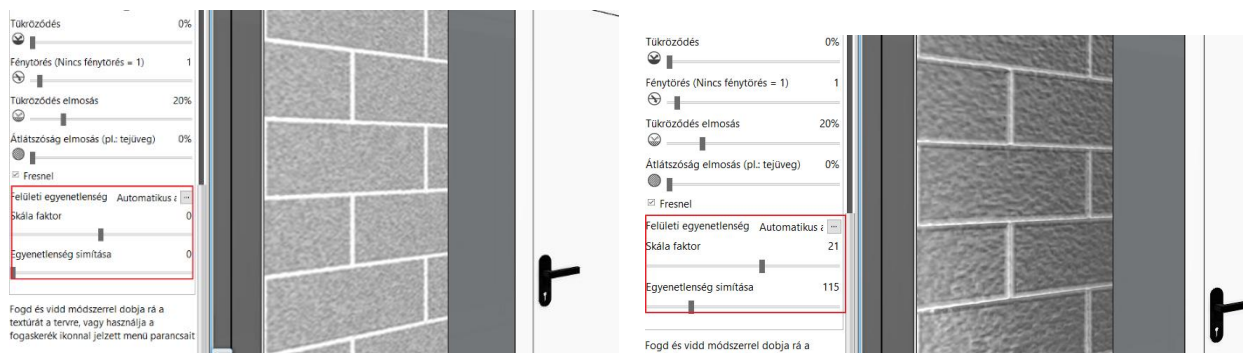 Tükröződés 0%
Fénytörés (Nincs fénytörés = 1) 1
Tükröződés elmosás 20%
Átlátszóság elmosás (pl.: tejüveg) 0%
Fresnel
Felületi egyenetlenség Automatikus a ...
Skála faktor 0
Egyenetlenség simítása 0
Fogd és vidd módszerrel dobja rá a
textúrát a tervre, vagy használja a
fogaskerék ikonnal jelzett menü parancsait
Tükröződés 0%
Fénytörés (Nincs fénytörés = 1) 1
Tükröződés elmosás 20%
Átlátszóság elmosás (pl.: tejüveg) 0%
Fresnel
Felületi egyenetlenség Automatikus a ...
Skála faktor 21
Egyenetlenség simítása 115
Fogd és vidd módszerrel dobja rá a